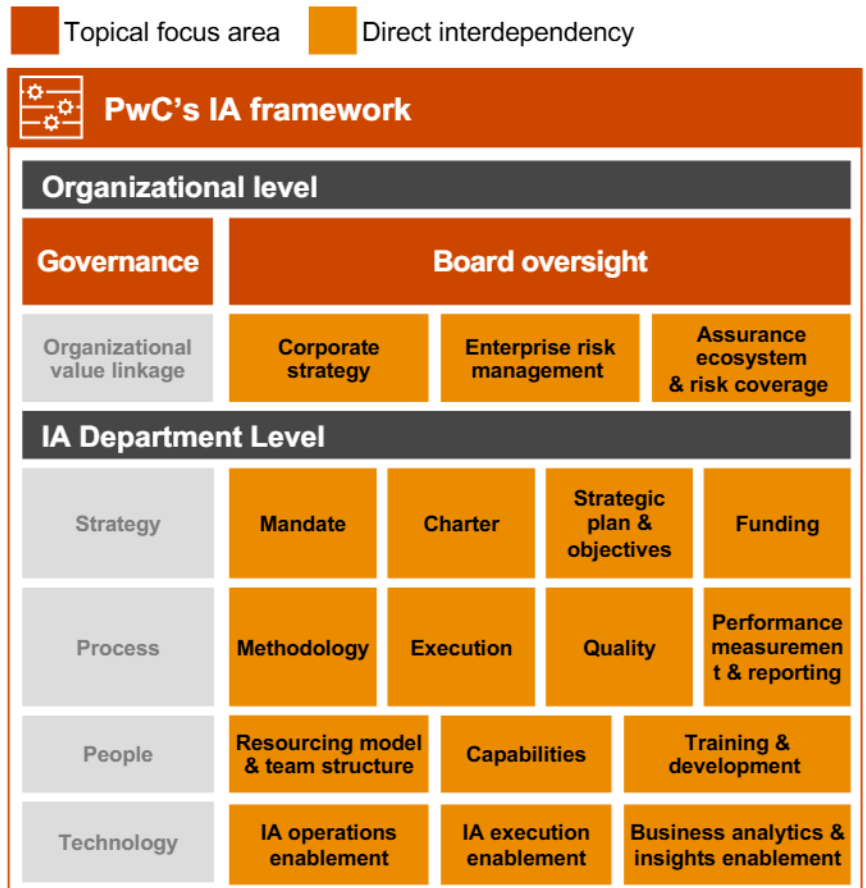 Topical focus area
Direct interdependency
PwC's IA framework
Organizational level
Governance
Board oversight
Organizational
value linkage
Corporate
strategy
Enterprise risk
management
Assurance
ecosystem
& risk coverage
IA Department Level
Strategy
Mandate
Charter
Strategic
plan &
objectives
Funding
Process
Methodology
Execution
Quality
Performance
measuremen
t & reporting
People
Resourcing model
& team structure
Capabilities
Training &
development
Technology
IA operations
enablement
IA execution
enablement
Business analytics &
insights enablement